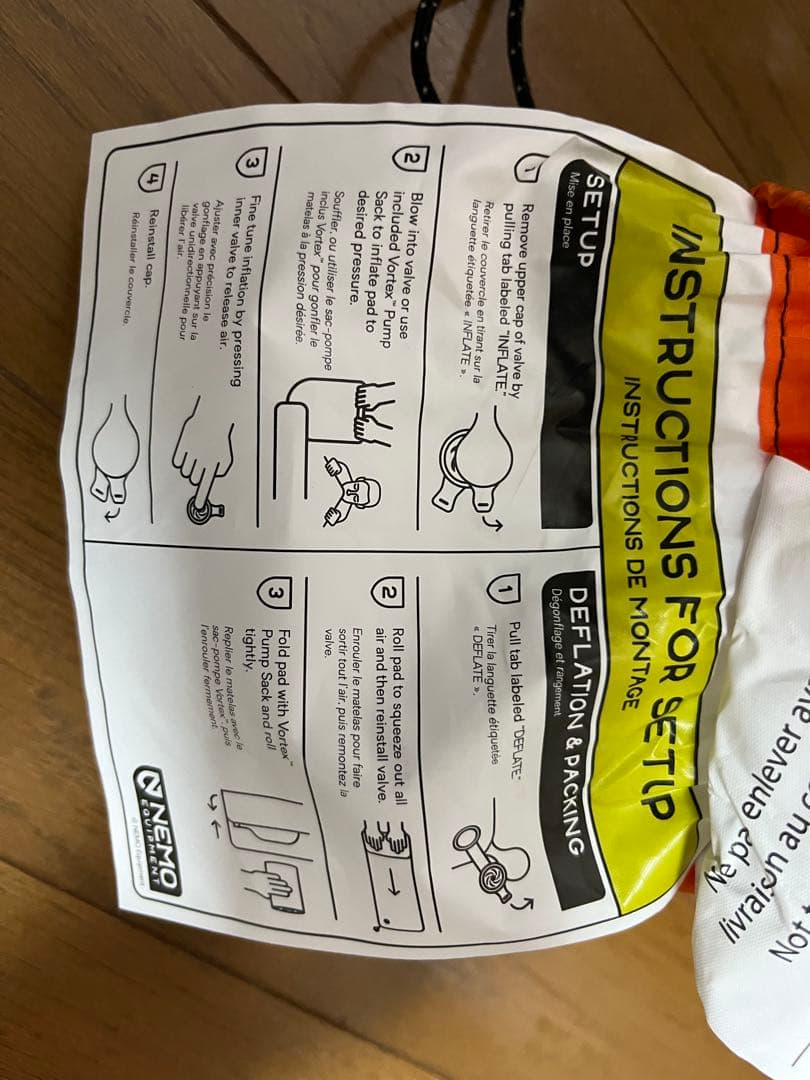 INSTRUCTIONS FOR SETUP
INSTRUCTIONS DE MONTAGE
SETUP
Mise en place
1
Remove upper cap of valve by
pulling tab labeled "INFLATE"
Retirer le couvercle en tirant sur la
languette étiquetée « INFLATE ».
2
Blow into valve or use
included Vortex™ Pump
Sack to inflate pad to
desired pressure.
Souffler, ou utiliser le sac-pompe
inclus Vortex™ pour gonfler le
matelas à la pression désirée.
3
Fine tune inflation by pressing
inner valve to release air.
Ajuster avec précision le
gonflage en appuyant sur la
valve unidirectionnelle pour
libérer l'air.
4
Reinstall cap.
Réinstaller le couvercle.
DEFLATION & PACKING
Dégonflage et rangement
1
Pull tab labeled "DEFLATE"
Tirer la languette étiquetée
« DEFLATE ».
2
Roll pad to squeeze out all
air and then reinstall valve.
Enrouler le matelas pour faire
sortir tout l'air, puis remontez la
valve.
3
Fold pad with Vortex™
Pump Sack and roll
tightly.
Replier le matelas avec le
sac-pompe Vortex™ puis
l'enrouler fermement.
NEMO
EQUIPMENT
© NEMO Equipment
Ne pa enlever
livraison au
Not